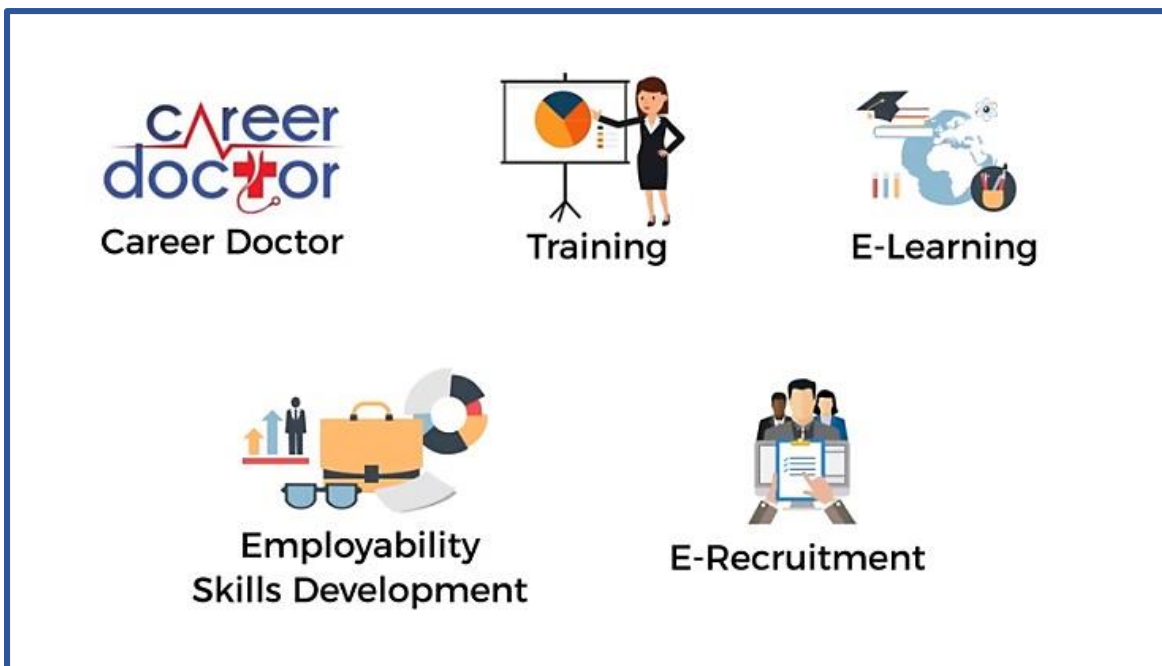 career
doctor
Career Doctor
Training
E-Learning
Employability
Skills Development
E-Recruitment